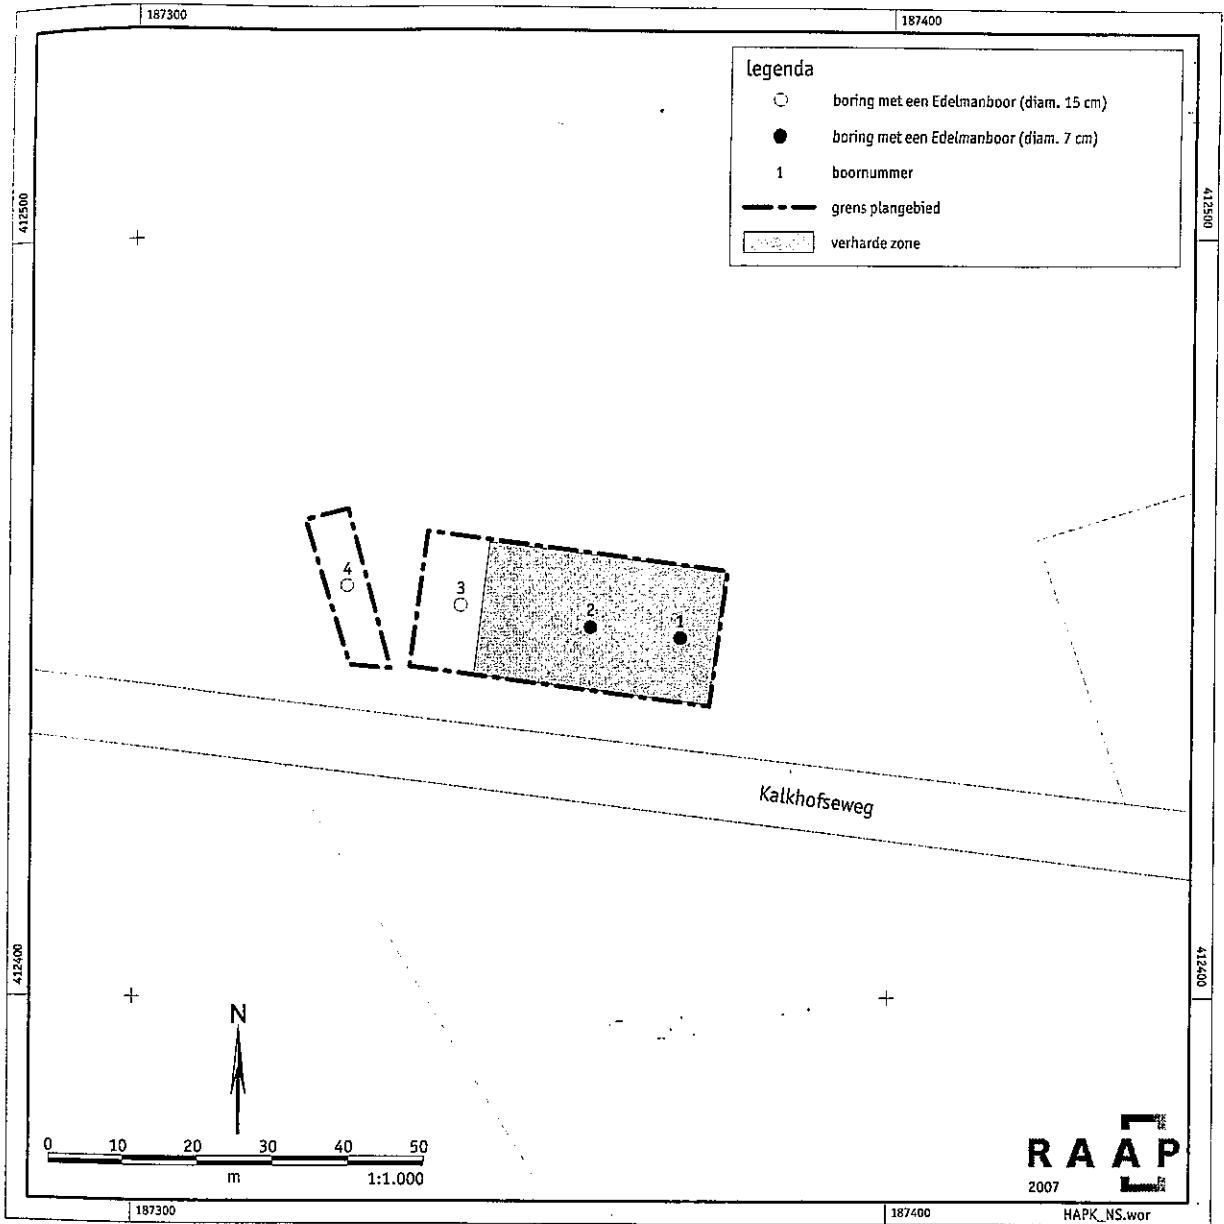 187300
187400
legenda
boring met een Edelmanboor (diam. 15 cm)
boring met een Edelmanboor (diam. 7 cm)
1 boornummer
grens plangebied
verharde zone
412500
412500
4
3
2
1
Kalkhofseweg
412400
412400
N
0 10 20 30 40 50
m 1:1.000
RAAP
2007
187300
187400
HAPK_NS.wor